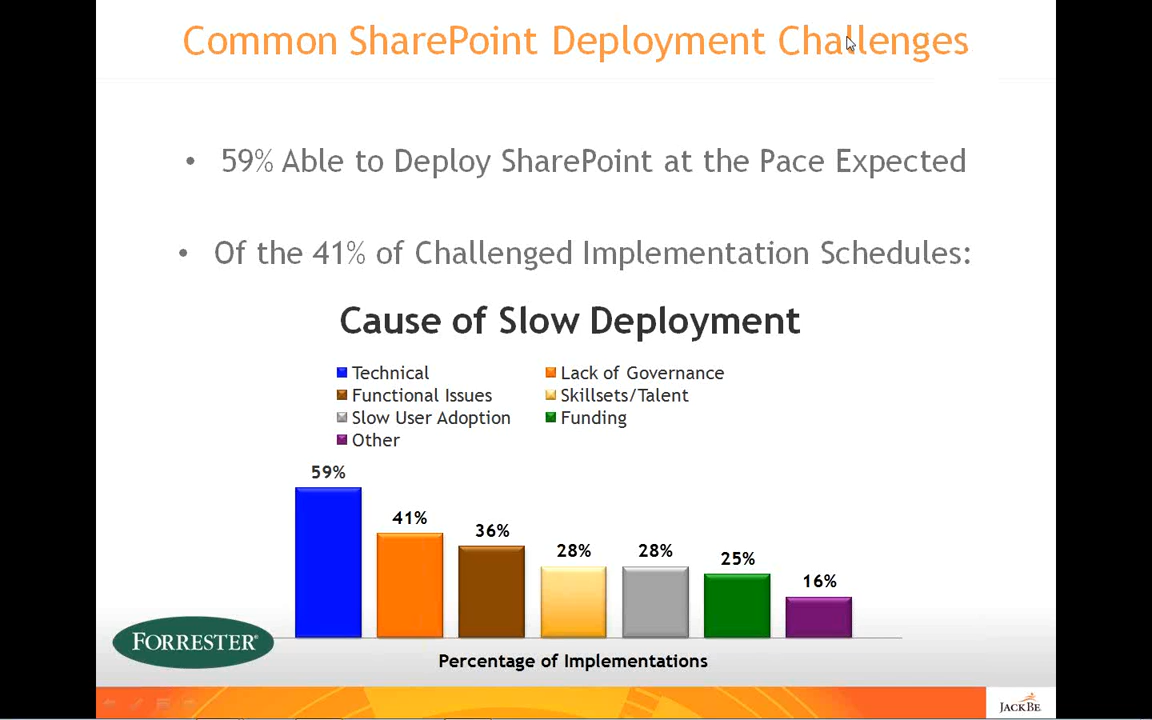 Common SharePoint Deployment Challenges
• 59% Able to Deploy SharePoint at the Pace Expected
• Of the 41% of Challenged Implementation Schedules:
Cause of Slow Deployment
Technical
Lack of Governance
Functional Issues
Skillsets/Talent
Slow User Adoption
Funding
Other
59%
41%
36%
28%
28%
25%
16%
FORRESTER®
Percentage of Implementations
JACKBE